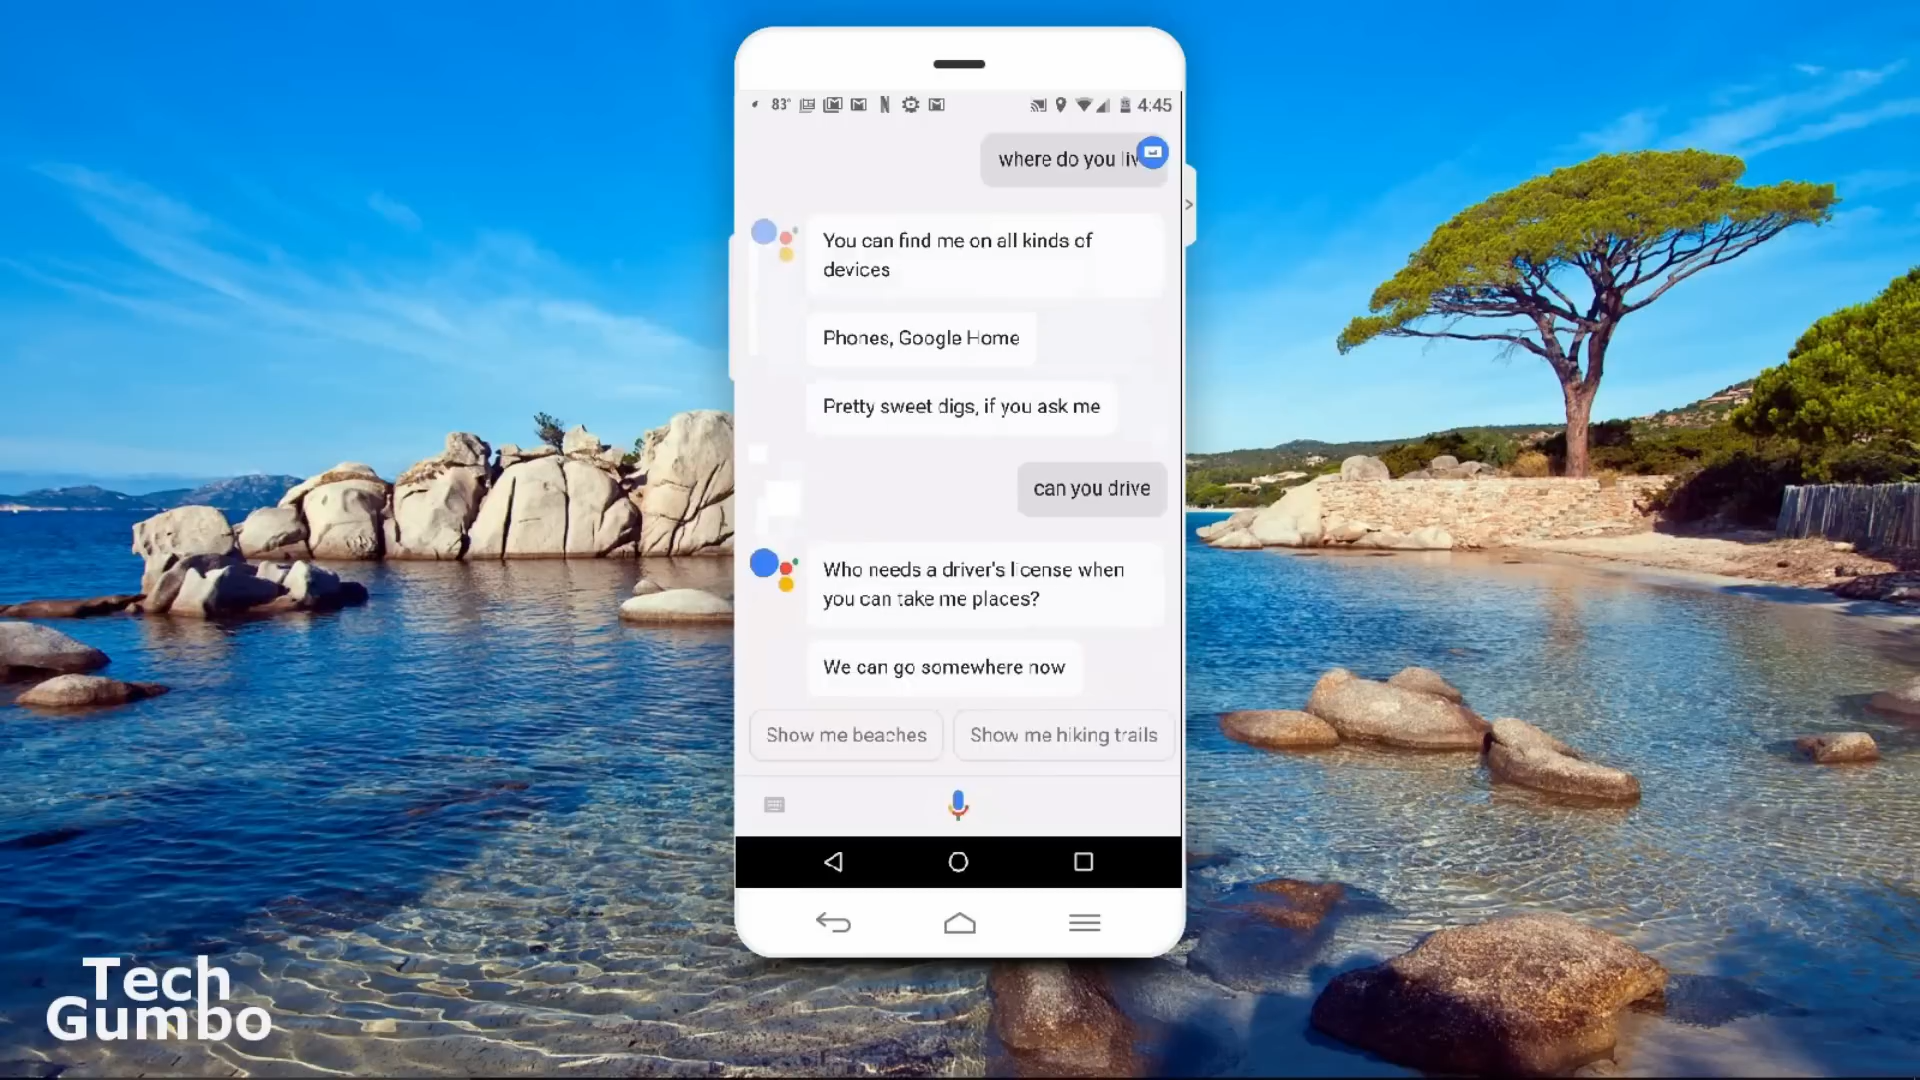 83°
4:45
where do you liv
You can find me on all kinds of
devices
Phones, Google Home
Pretty sweet digs, if you ask me
can you drive
Who needs a driver's license when
you can take me places?
We can go somewhere now
Show me beaches
Show me hiking trails
Tech
Gumbo